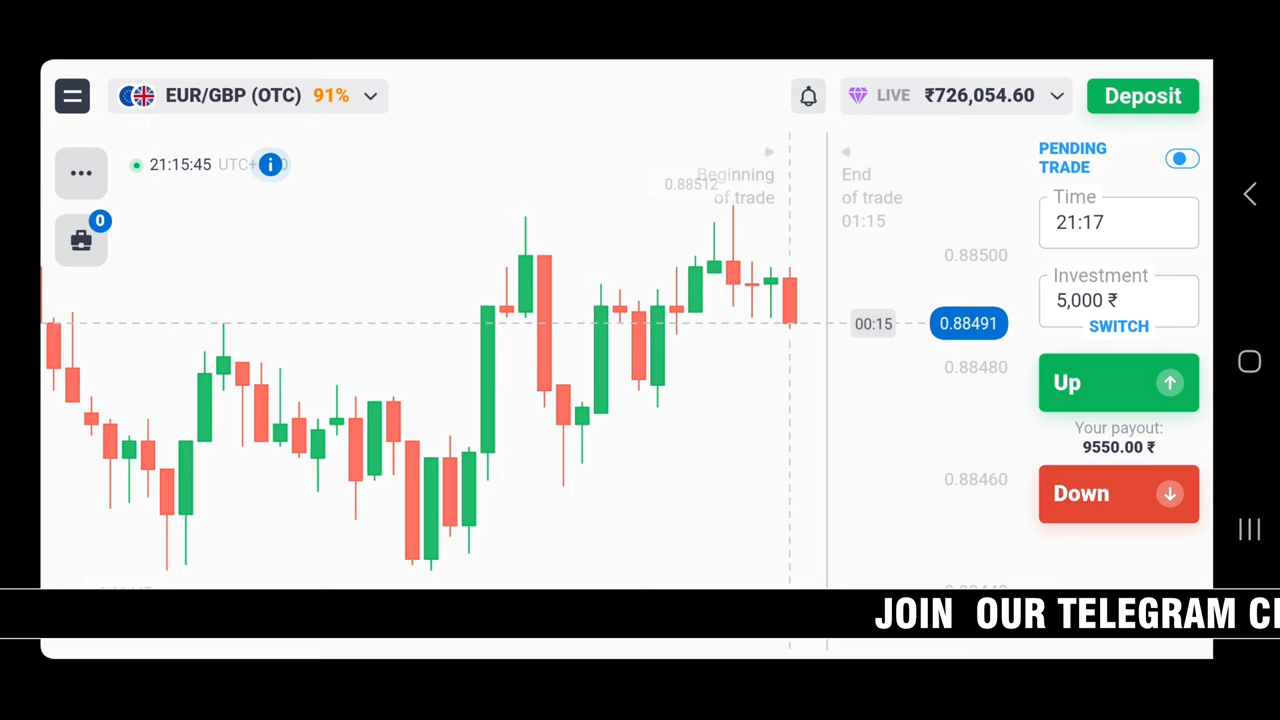 EUR/GBP (OTC) 91%
LIVE ₹726,054.60
Deposit
21:15:45 UTC+
0
0.88512
Beginning
of trade
End
of trade
01:15
PENDING
TRADE
Time
21:17
Investment
5,000 ₹
SWITCH
0.88500
00:15
0.88491
0.88480
0.88460
Up
Your payout:
9550.00 ₹
Down
JOIN OUR TELEGRAM